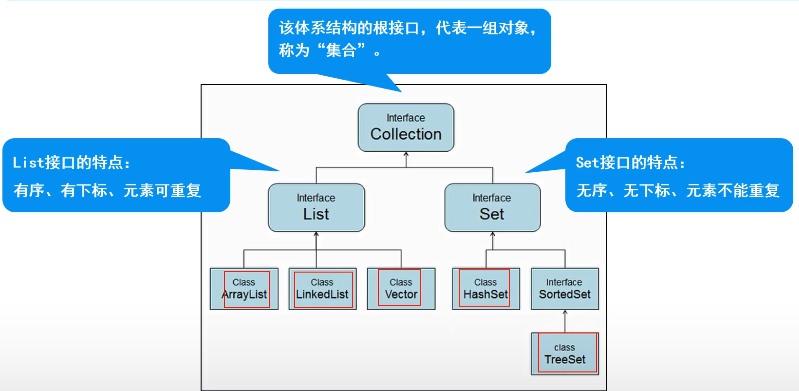 该体系结构的根接口，代表一组对象，
称为“集合”。
Interface
Collection
List接口的特点：
有序、有下标、元素可重复
Set接口的特点：
无序、无下标、元素不能重复
Interface
List
Interface
Set
Class
ArrayList
Class
LinkedList
Class
Vector
Class
HashSet
Interface
SortedSet
class
TreeSet